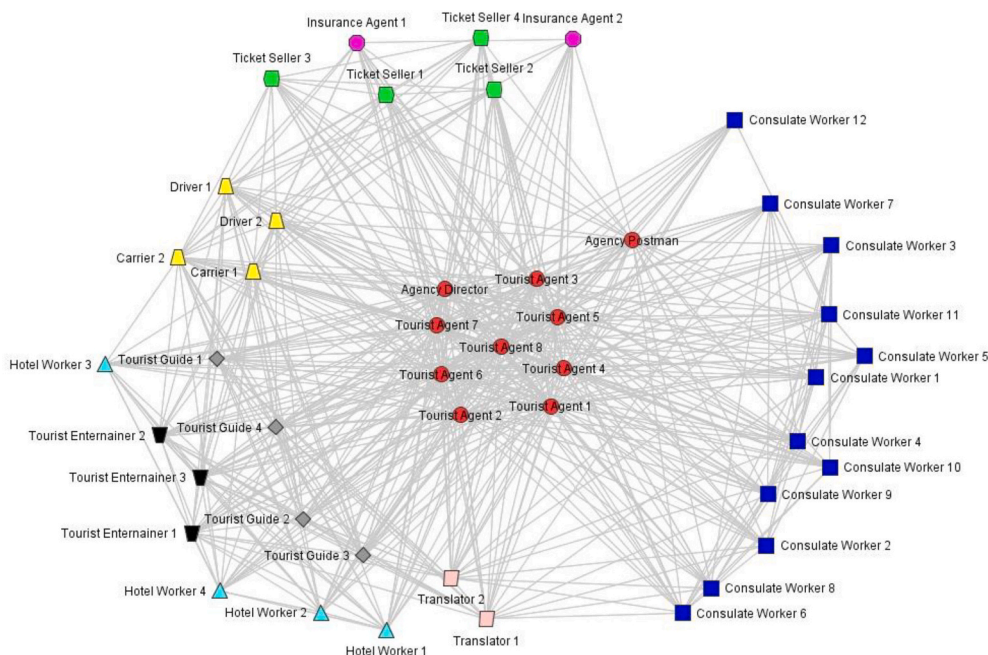 Insurance Agent 1
Ticket Seller 4
Insurance Agent 2
Ticket Seller 3
Ticket Seller 1
Ticket Seller 2
Consulate Worker 12
Driver 1
Consulate Worker 7
Driver 2
Agency Postman
Consulate Worker 3
Carrier 2
Carrier 1
Tourist Agent 3
Agency Director
Consulate Worker 11
Tourist Agent 5
Tourist Agent 7
Tourist Agent 8
Consulate Worker 5
Tourist Guide 1
Hotel Worker 3
Tourist Agent 4
Tourist Agent 6
Consulate Worker 1
Tourist Agent 1
Tourist Agent 2
Tourist Guide 4
Tourist Enternainer 2
Consulate Worker 4
Consulate Worker 10
Tourist Enternainer 3
Consulate Worker 9
Tourist Guide 2
Tourist Enternainer 1
Consulate Worker 2
Tourist Guide 3
Hotel Worker 4
Consulate Worker 8
Translator 2
Hotel Worker 2
Consulate Worker 6
Translator 1
Hotel Worker 1